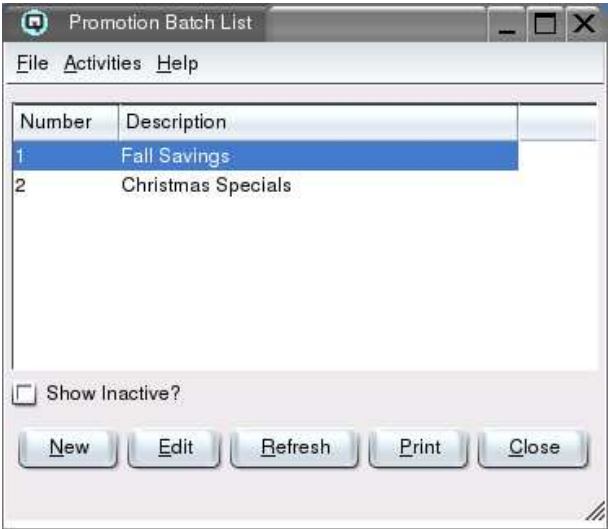 Promotion Batch List
File Activities Help
Number Description
1 Fall Savings
2 Christmas Specials
Show Inactive?
New Edit Refresh Print Close